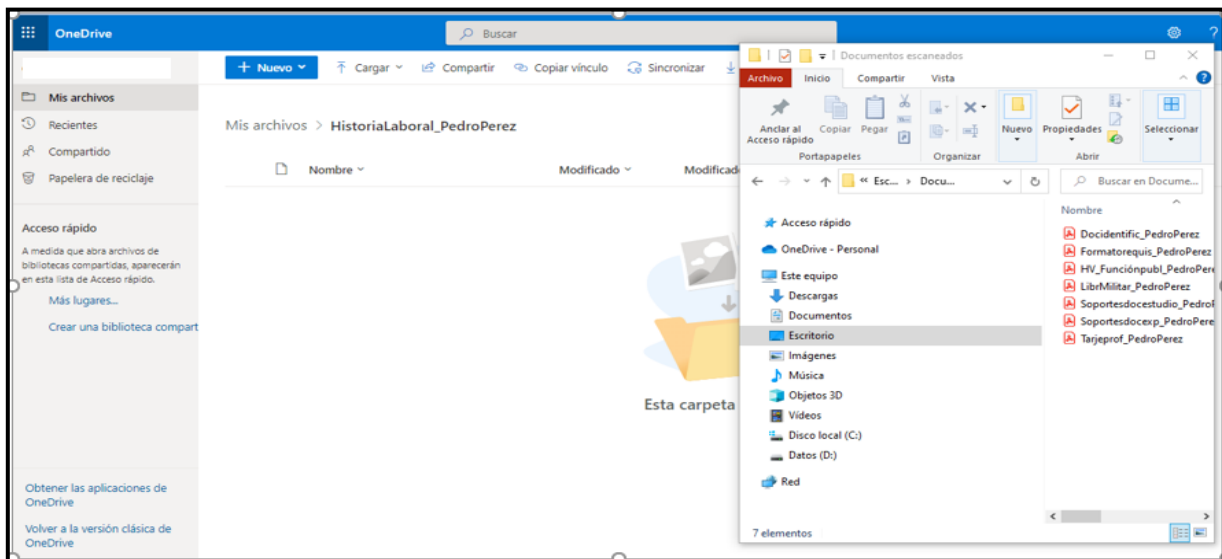 OneDrive
Buscar
?
+ Nuevo
Cargar
Compartir
Copiar vínculo
Sincronizar
Mis archivos
Recientes
Compartido
Papelera de reciclaje
Acceso rápido
A medida que abra archivos de
bibliotecas compartidas, aparecerán
en esta lista de Acceso rápido.
Más lugares...
Crear una biblioteca compart
Obtener las aplicaciones de
OneDrive
Volver a la versión clásica de
OneDrive
Mis archivos > HistoriaLaboral_PedroPerez
Nombre
Modificado
Modificad
Esta carpeta
Documentos escaneados
Archivo
Inicio
Compartir
Vista
?
Anclar al
Acceso rápido
Copiar
Pegar
Portapapeles
Organizar
Nuevo
Propiedades
Abrir
Seleccionar
« Esc... > Docu...
Buscar en Docume...
Acceso rápido
OneDrive - Personal
Este equipo
Descargas
Documentos
Escritorio
Imágenes
Música
Objetos 3D
Vídeos
Disco local (C:)
Datos (D:)
Red
Nombre
Docidentific_PedroPerez
Formatorequis_PedroPerez
HV_Funciónpubl_PedroPere
LibrMilitar_PedroPerez
Soportesdocestudio_PedroP
Soportesdocexp_PedroPere
Tarjeprof_PedroPerez
7 elementos